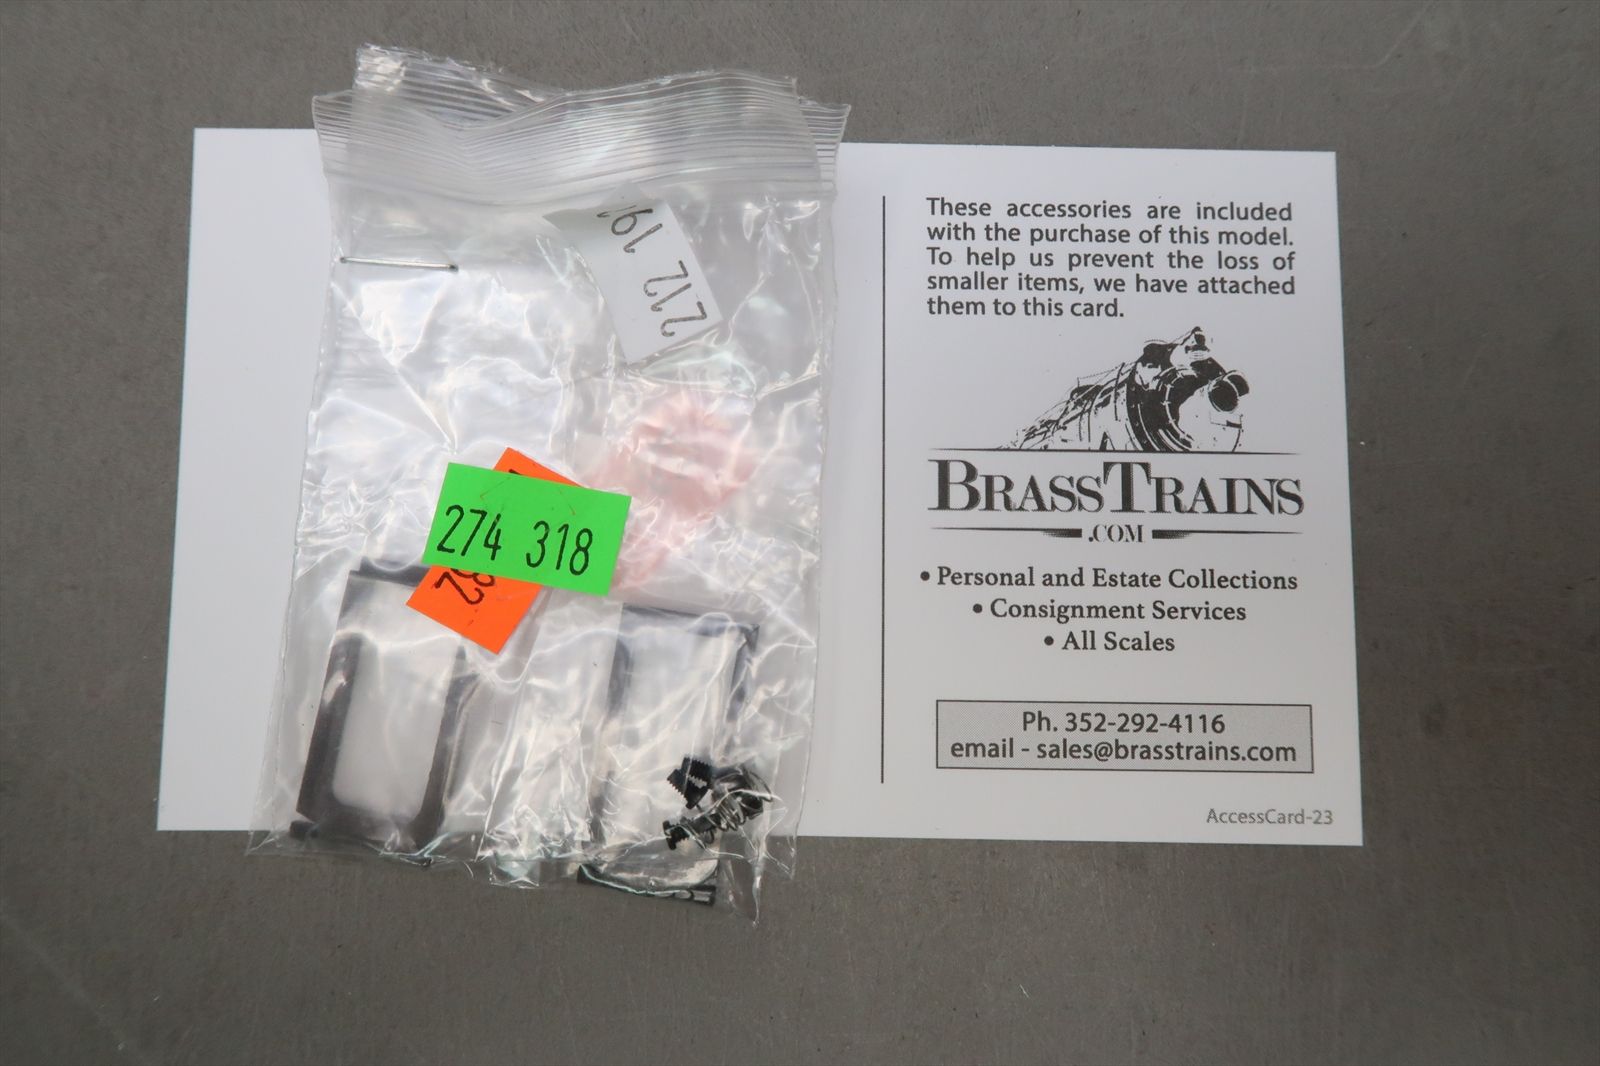 212 19
274 318
These accessories are included
with the purchase of this model.
To help us prevent the loss of
smaller items, we have attached
them to this card.
BRASSTRAINS
.COM
• Personal and Estate Collections
• Consignment Services
• All Scales
Ph. 352-292-4116
email - sales@brasstrains.com
AccessCard-23